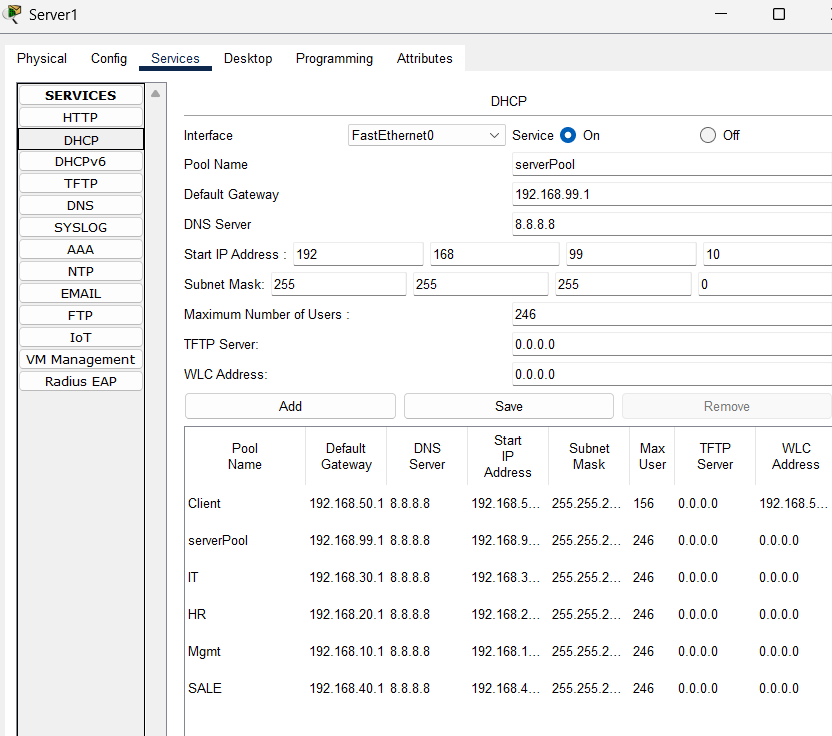 Server1
Physical Config Services Desktop Programming Attributes
SERVICES
HTTP
DHCP
DHCPv6
TFTP
DNS
SYSLOG
AAA
NTP
EMAIL
FTP
IoT
VM Management
Radius EAP
DHCP
Interface FastEthernet0 Service On Off
Pool Name serverPool
Default Gateway 192.168.99.1
DNS Server 8.8.8.8
Start IP Address : 192 168 99 10
Subnet Mask: 255 255 255 0
Maximum Number of Users : 246
TFTP Server: 0.0.0.0
WLC Address: 0.0.0.0
Add Save Remove
Pool Name Default Gateway DNS Server Start IP Address Subnet Mask Max User TFTP Server WLC Address
Client 192.168.50.1 8.8.8.8 192.168.5... 255.255.2... 156 0.0.0.0 192.168.5...
serverPool 192.168.99.1 8.8.8.8 192.168.9... 255.255.2... 246 0.0.0.0 0.0.0.0
IT 192.168.30.1 8.8.8.8 192.168.3... 255.255.2... 246 0.0.0.0 0.0.0.0
HR 192.168.20.1 8.8.8.8 192.168.2... 255.255.2... 246 0.0.0.0 0.0.0.0
Mgmt 192.168.10.1 8.8.8.8 192.168.1... 255.255.2... 246 0.0.0.0 0.0.0.0
SALE 192.168.40.1 8.8.8.8 192.168.4... 255.255.2... 246 0.0.0.0 0.0.0.0